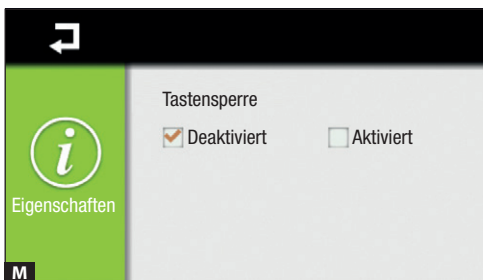 Tastensperre
Deaktiviert Aktiviert
i
Eigenschaften
M